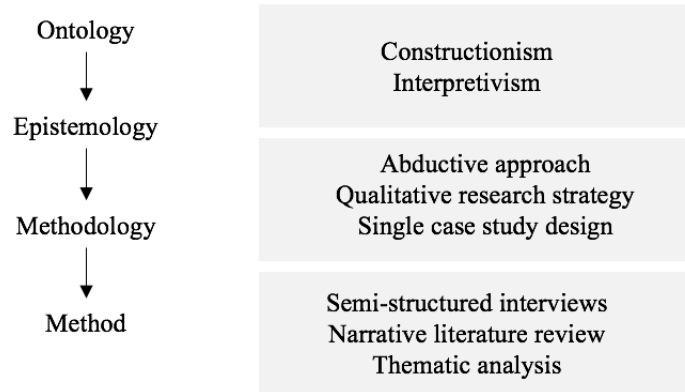 Ontology
Constructionism
Interpretivism
Epistemology
Abductive approach
Qualitative research strategy
Methodology
Single case study design
Semi-structured interviews
Method
Narrative literature review
Thematic analysis